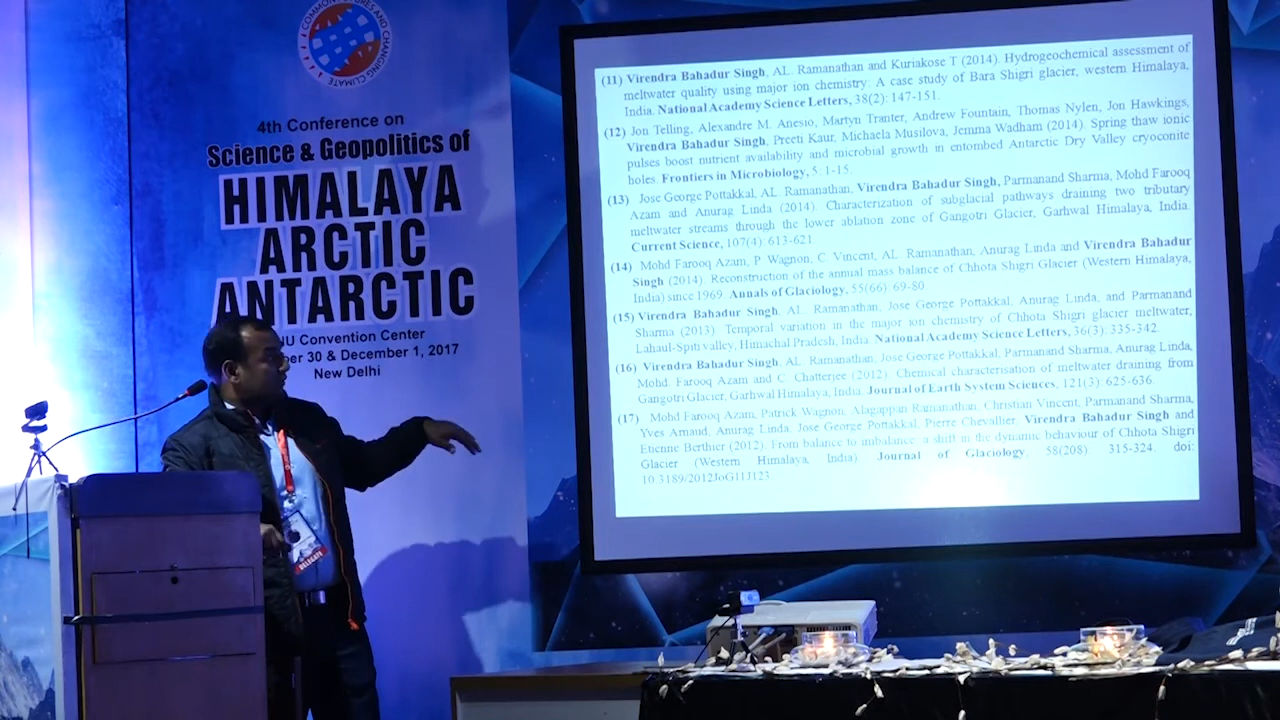 COMMON FUTURES AND CHANGING CLIMATE
4th Conference on
Science & Geopolitics of
HIMALAYA
ARCTIC
ANTARCTIC
NU Convention Center
ber 30 & December 1, 2017
New Delhi
DELEGATE
(11) Virendra Bahadur Singh, AL. Ramanathan and Kuriakose T (2014). Hydrogeochemical assessment of
meltwater quality using major ion chemistry: A case study of Bara Shigri glacier, western Himalaya,
India. National Academy Science Letters, 38(2): 147-151.
(12) Jon Telling, Alexandre M. Anesio, Martyn Tranter, Andrew Fountain, Thomas Nylen, Jon Hawkings,
Virendra Bahadur Singh, Preeti Kaur, Michaela Musilova, Jemma Wadham (2014). Spring thaw ionic
pulses boost nutrient availability and microbial growth in entombed Antarctic Dry Valley cryoconite
holes. Frontiers in Microbiology, 5: 1-15.
(13) Jose George Pottakkal, AL. Ramanathan, Virendra Bahadur Singh, Parmanand Sharma, Mohd Farooq
Azam and Anurag Linda (2014). Characterization of subglacial pathways draining two tributary
meltwater streams through the lower ablation zone of Gangotri Glacier, Garhwal Himalaya, India.
Current Science, 107(4): 613-621.
(14) Mohd Farooq Azam, P. Wagnon, C. Vincent, AL. Ramanathan, Anurag Linda and Virendra Bahadur
Singh (2014). Reconstruction of the annual mass balance of Chhota Shigri Glacier (Western Himalaya,
India) since 1969. Annals of Glaciology, 55(66): 69-80.
(15) Virendra Bahadur Singh, AL. Ramanathan, Jose George Pottakkal, Anurag Linda, and Parmanand
Sharma (2013). Temporal variation in the major ion chemistry of Chhota Shigri glacier meltwater,
Lahaul-Spiti valley, Himachal Pradesh, India. National Academy Science Letters, 36(3): 335-342.
(16) Virendra Bahadur Singh, AL. Ramanathan, Jose George Pottakkal, Parmanand Sharma, Anurag Linda,
Mohd. Farooq Azam and C. Chatterjee (2012). Chemical characterisation of meltwater draining from
Gangotri Glacier, Garhwal Himalaya, India. Journal of Earth System Sciences, 121(3): 625-636.
(17) Mohd Farooq Azam, Patrick Wagnon, Alagappan Ramanathan, Christian Vincent, Parmanand Sharma,
Yves Arnaud, Anurag Linda, Jose George Pottakkal, Pierre Chevallier, Virendra Bahadur Singh and
Etienne Berthier (2012). From balance to imbalance: a shift in the dynamic behaviour of Chhota Shigri
Glacier (Western Himalaya, India). Journal of Glaciology, 58(208) 315-324. doi:
10.3189/2012JoG11J123.